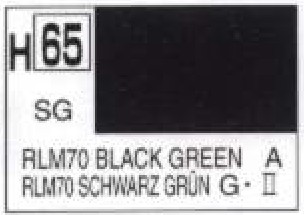 H 65
SG
RLM70 BLACK GREEN A
RLM70 SCHWARZ GRÜN G・Ⅱ